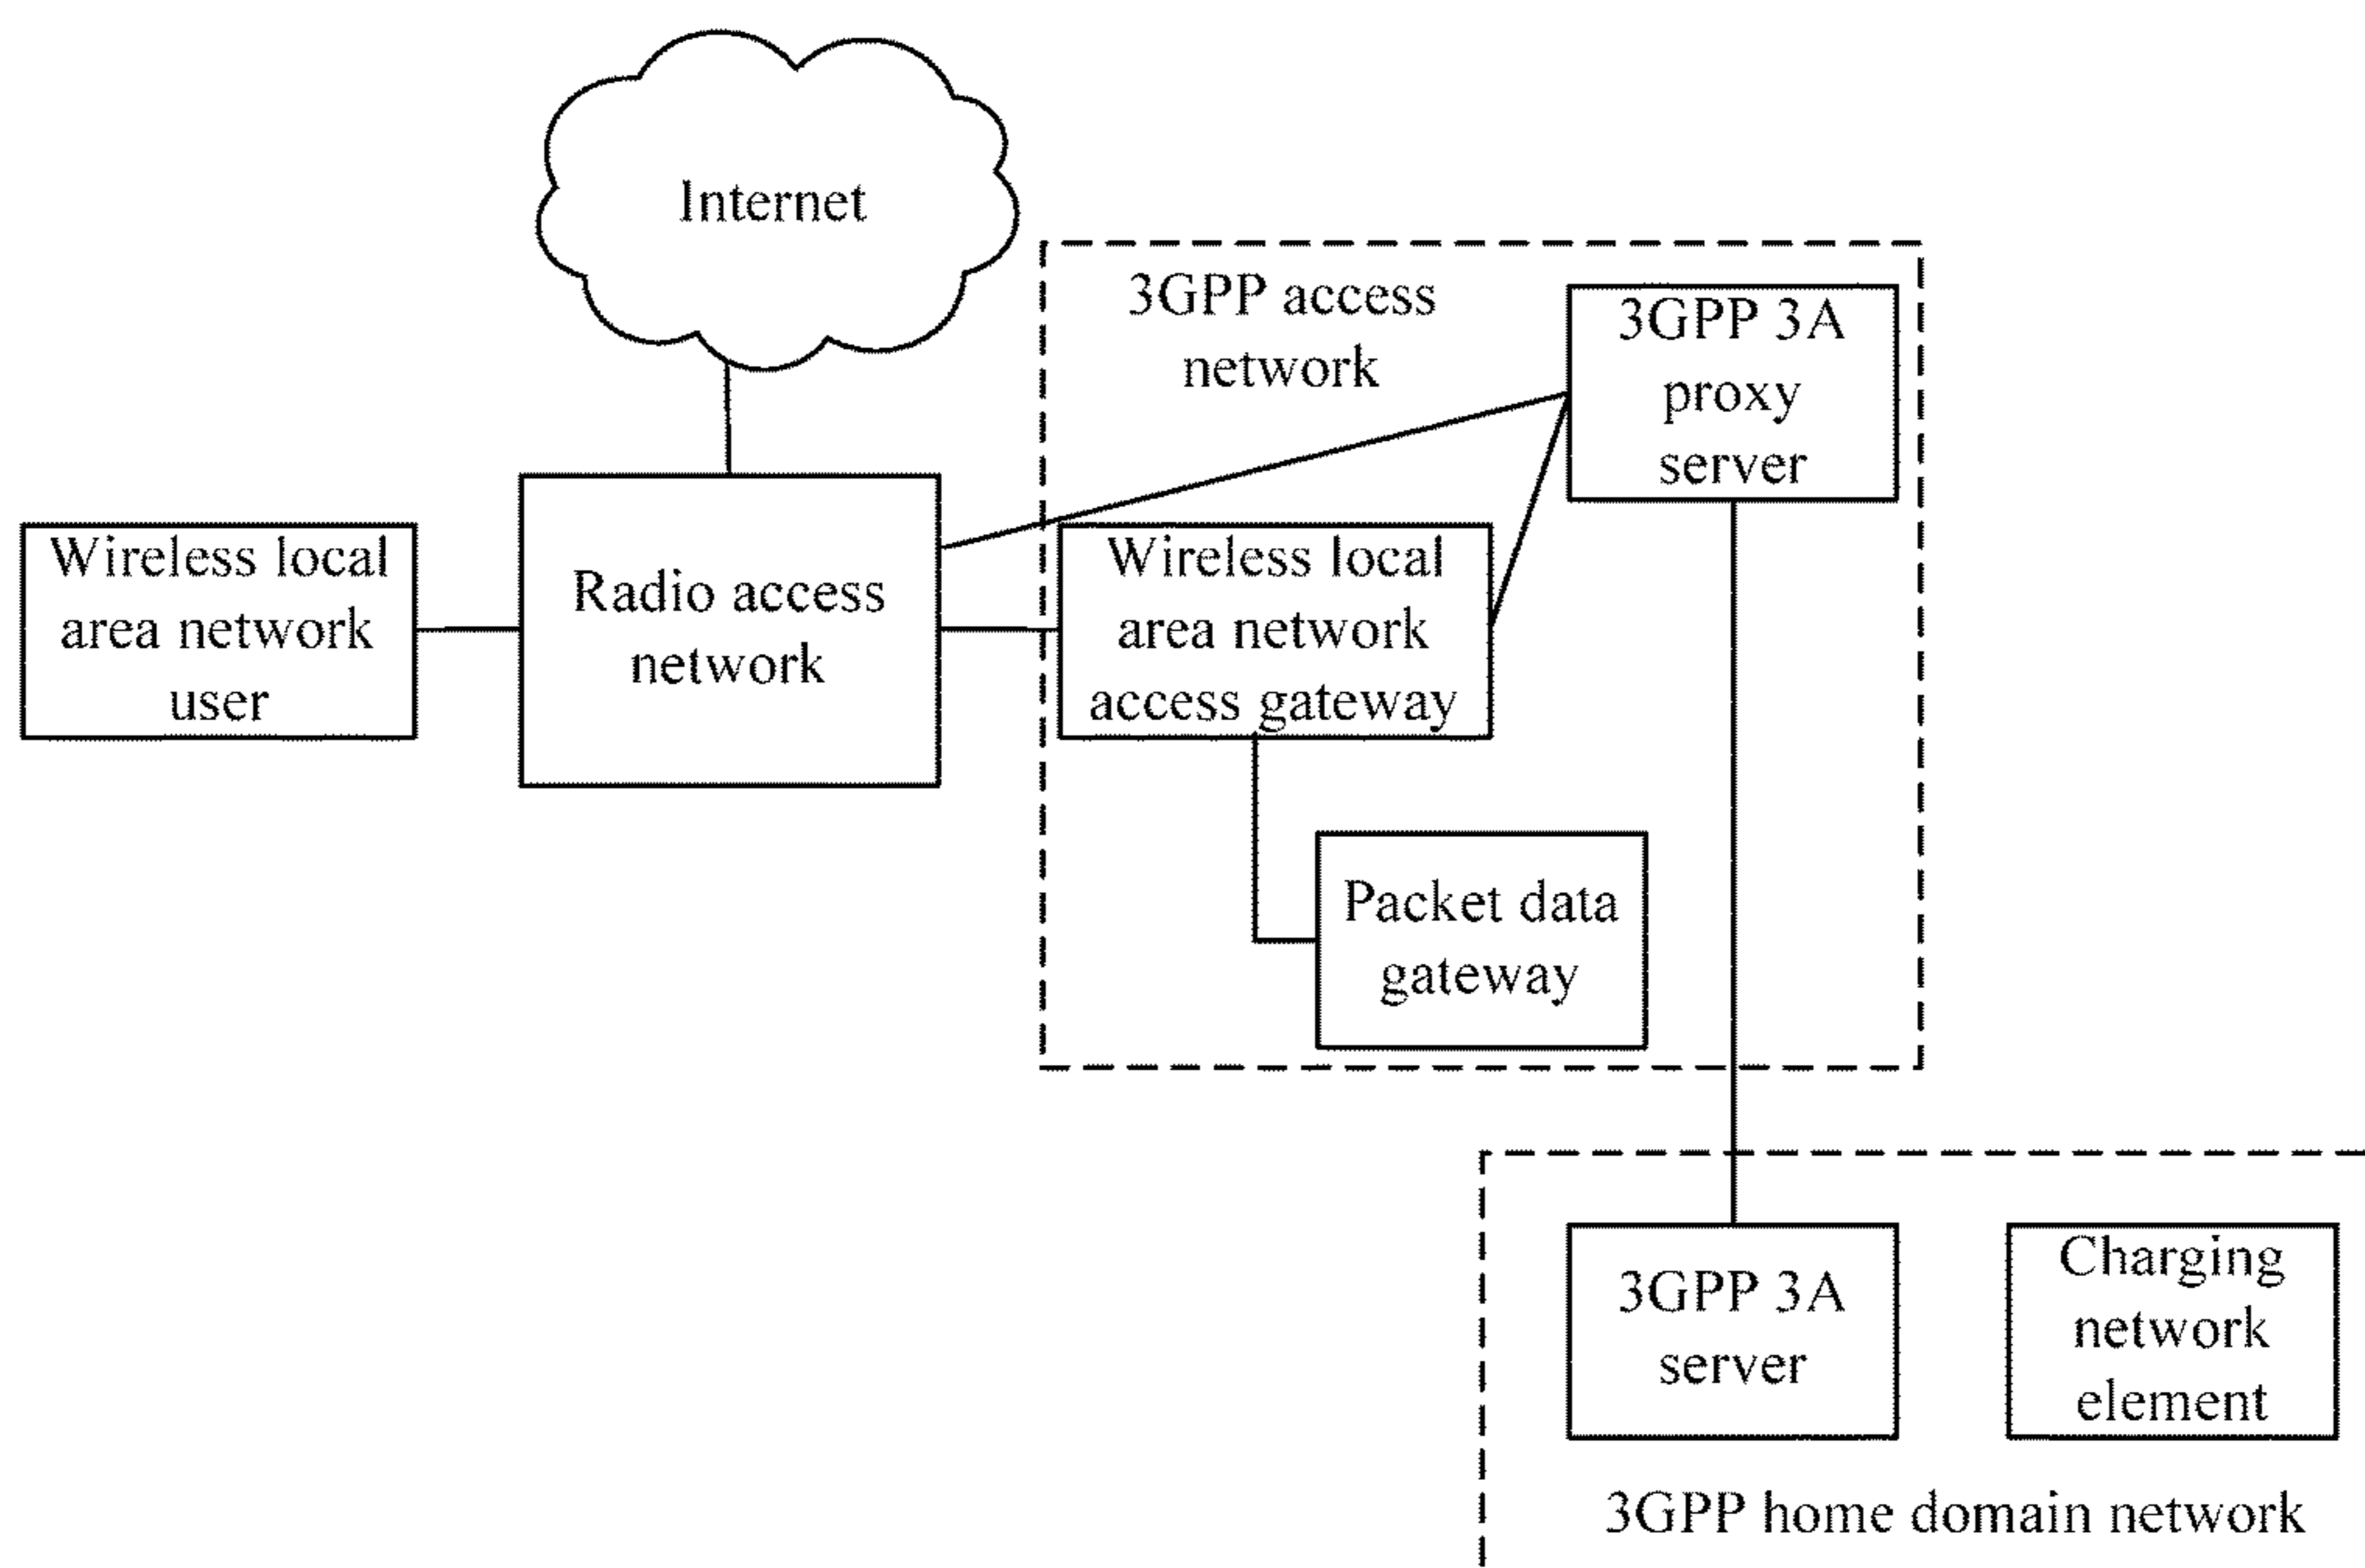 Internet
3GPP access
network
3GPP 3A
proxy
server
Wireless local
area network
user
Radio access
network
Wireless local
area network
access gateway
Packet data
gateway
3GPP 3A
server
Charging
network
element
3GPP home domain network